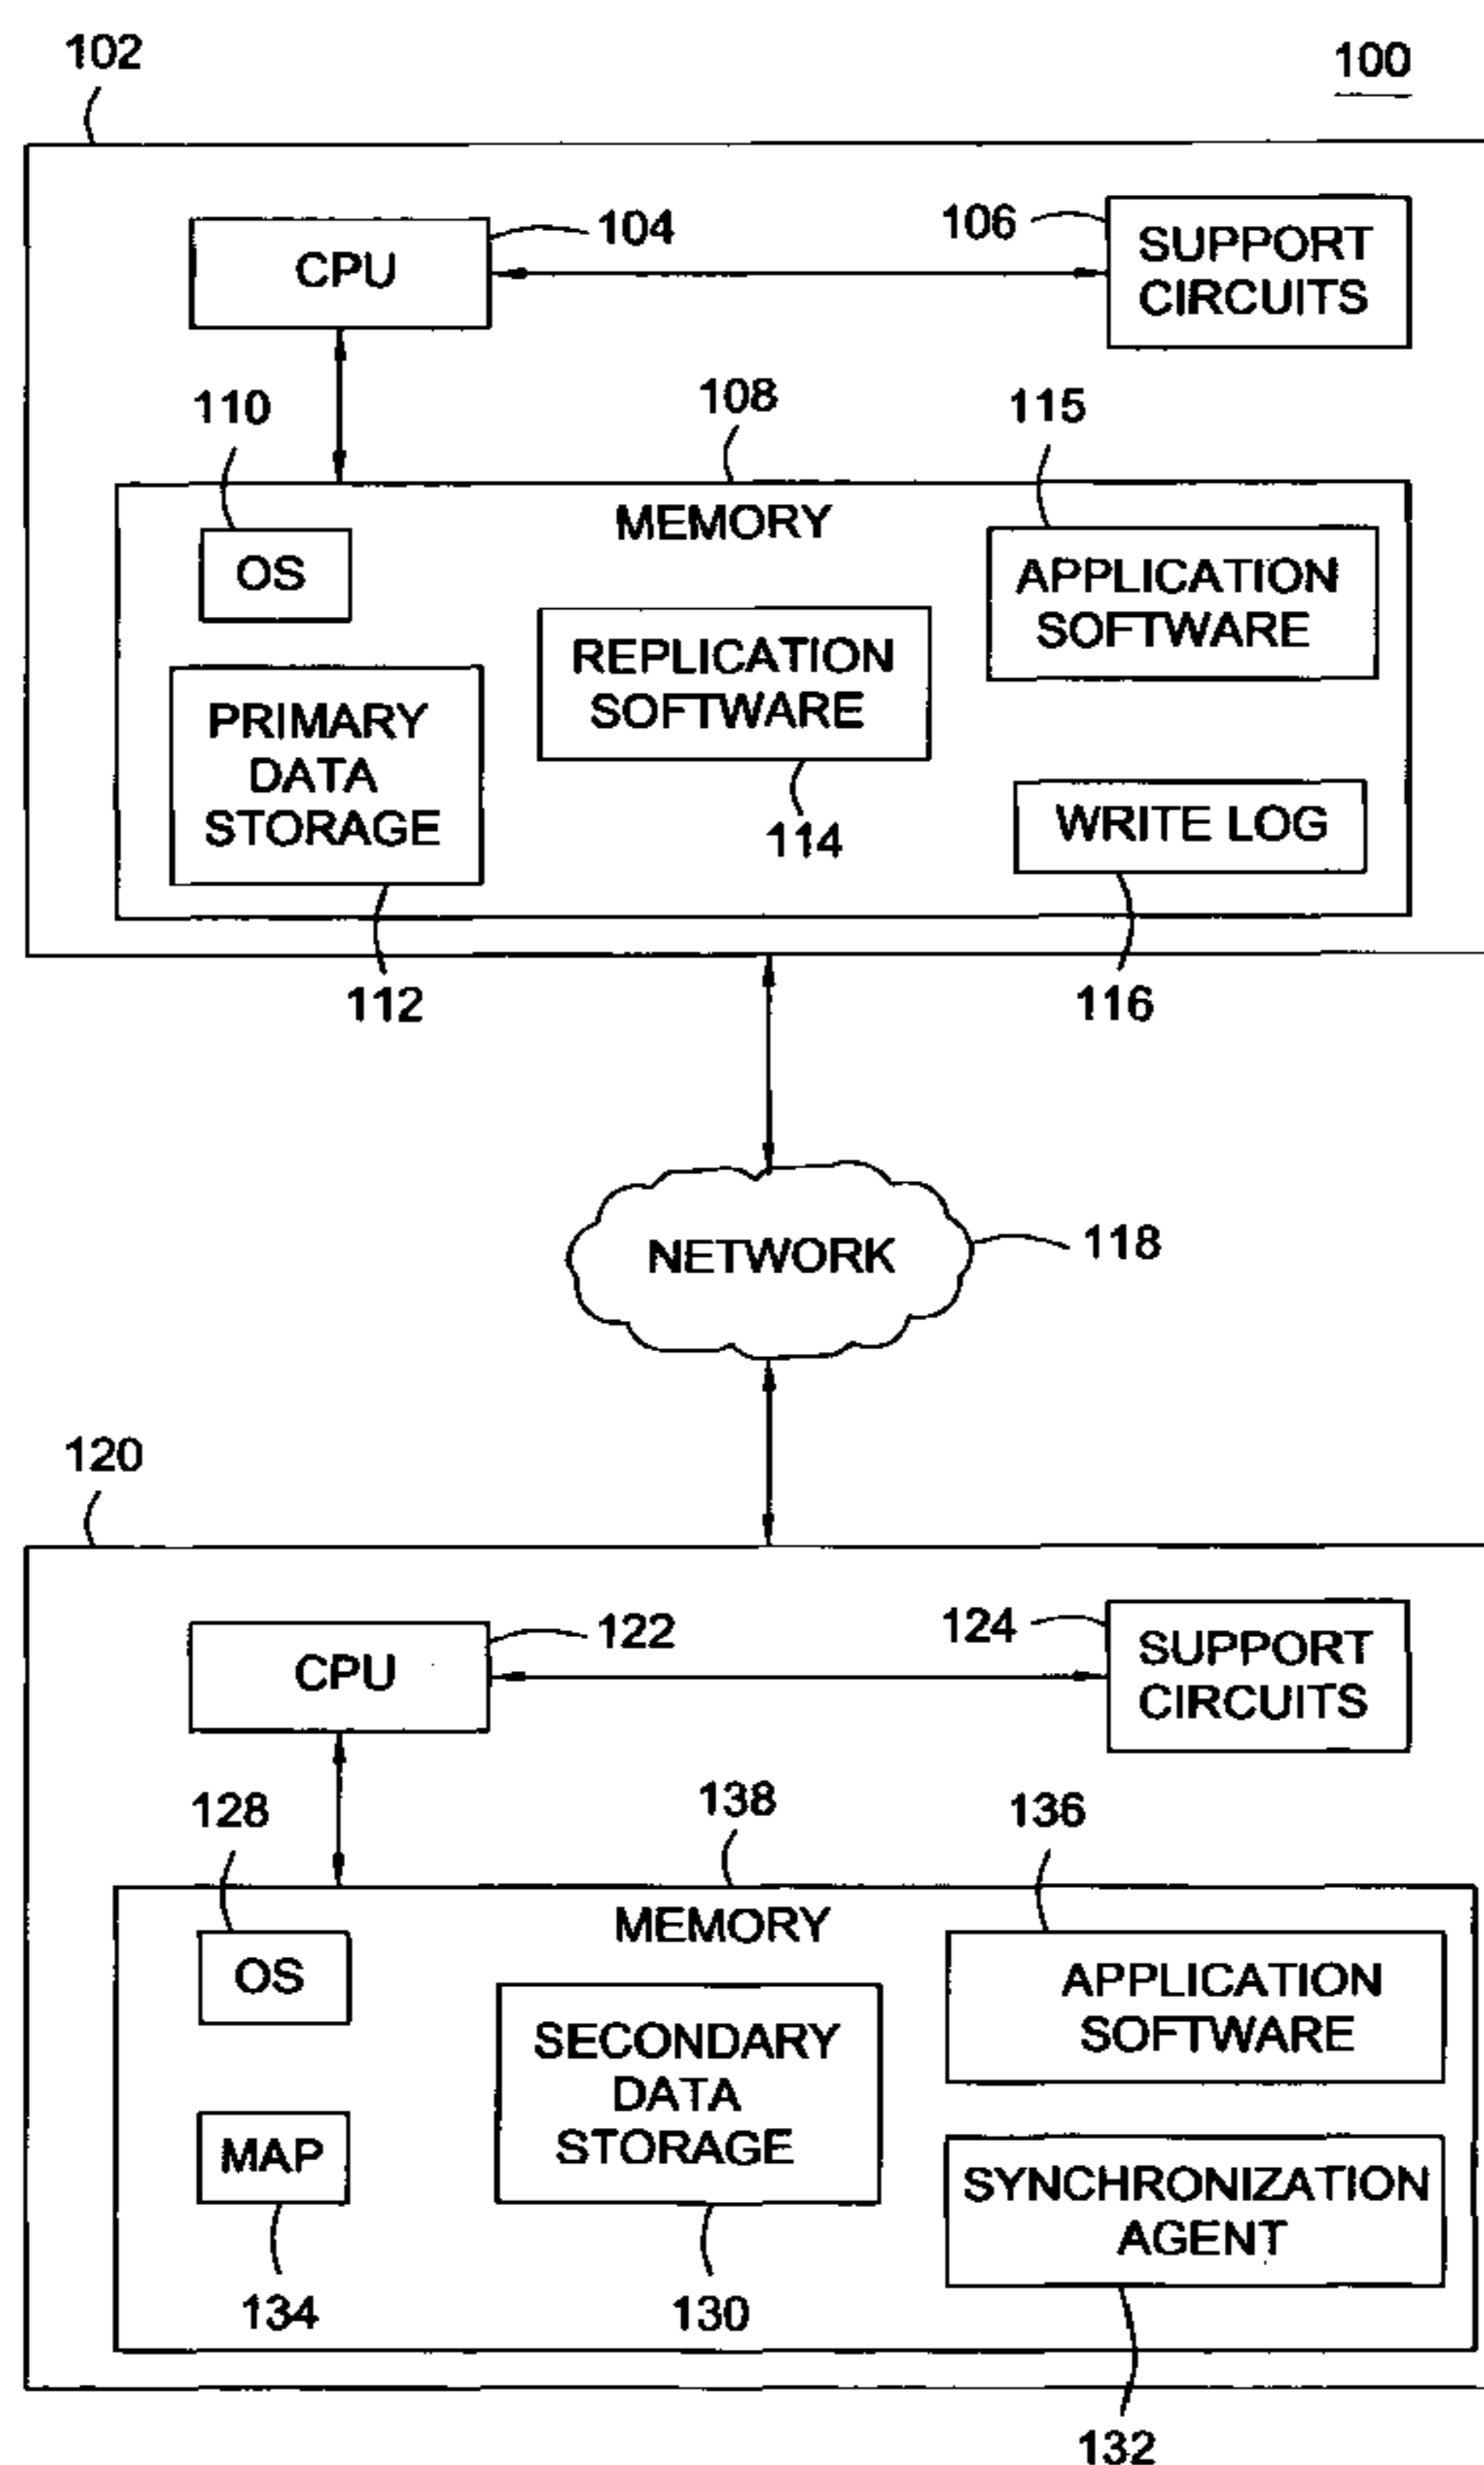 102
100
104
106
CPU
SUPPORT
CIRCUITS
110
108
115
MEMORY
OS
APPLICATION
SOFTWARE
REPLICATION
SOFTWARE
PRIMARY
DATA
STORAGE
114
WRITE LOG
112
116
NETWORK
118
120
122
124
CPU
SUPPORT
CIRCUITS
128
138
136
MEMORY
OS
APPLICATION
SOFTWARE
SECONDARY
DATA
STORAGE
MAP
SYNCHRONIZATION
AGENT
134
130
132